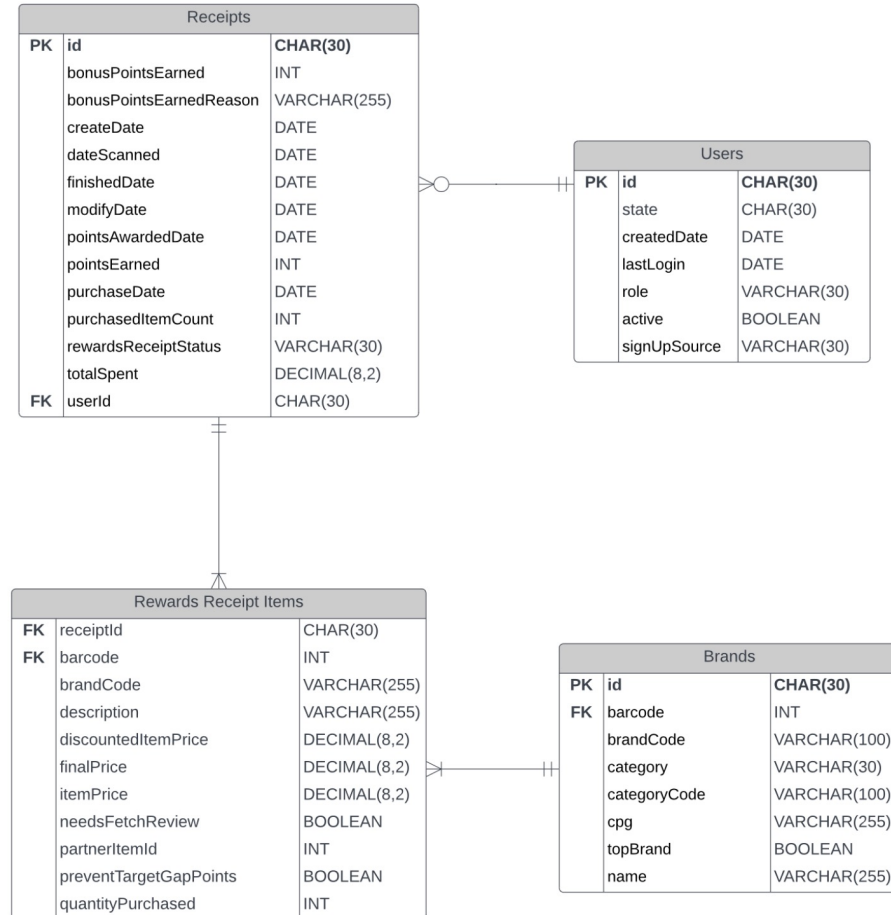 Receipts
PK id CHAR(30)
bonusPointsEarned INT
bonusPointsEarnedReason VARCHAR(255)
createDate DATE
dateScanned DATE
finishedDate DATE
modifyDate DATE
pointsAwardedDate DATE
pointsEarned INT
purchaseDate DATE
purchasedItemCount INT
rewardsReceiptStatus VARCHAR(30)
totalSpent DECIMAL(8,2)
FK userId CHAR(30)
Users
PK id CHAR(30)
state CHAR(30)
createdDate DATE
lastLogin DATE
role VARCHAR(30)
active BOOLEAN
signUpSource VARCHAR(30)
Rewards Receipt Items
FK receiptId CHAR(30)
FK barcode INT
brandCode VARCHAR(255)
description VARCHAR(255)
discountedItemPrice DECIMAL(8,2)
finalPrice DECIMAL(8,2)
itemPrice DECIMAL(8,2)
needsFetchReview BOOLEAN
partnerItemId INT
preventTargetGapPoints BOOLEAN
quantityPurchased INT
Brands
PK id CHAR(30)
FK barcode INT
brandCode VARCHAR(100)
category VARCHAR(30)
categoryCode VARCHAR(100)
cpg VARCHAR(255)
topBrand BOOLEAN
name VARCHAR(255)